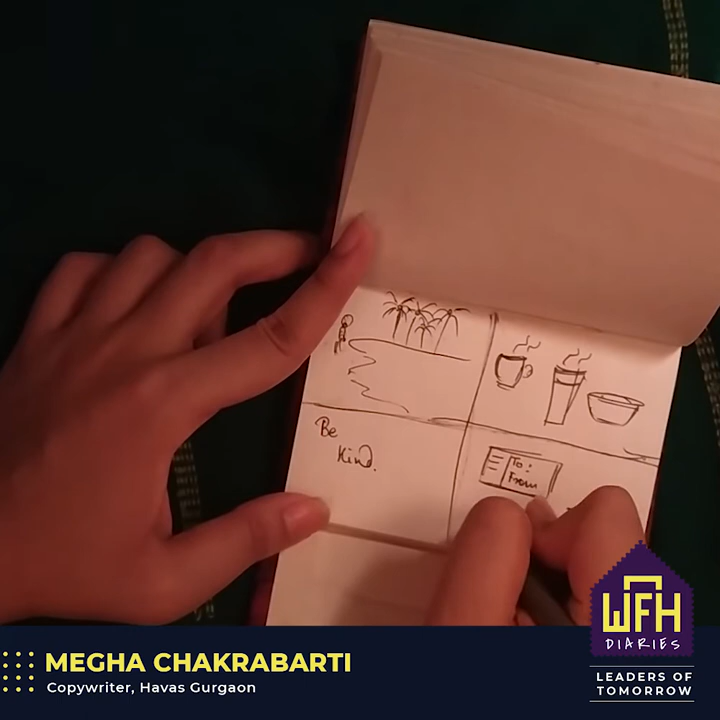 Be
Kind.
To:
From
MEGHA CHAKRABARTI
Copywriter, Havas Gurgaon
WFH
DIARIES
LEADERS OF
TOMORROW